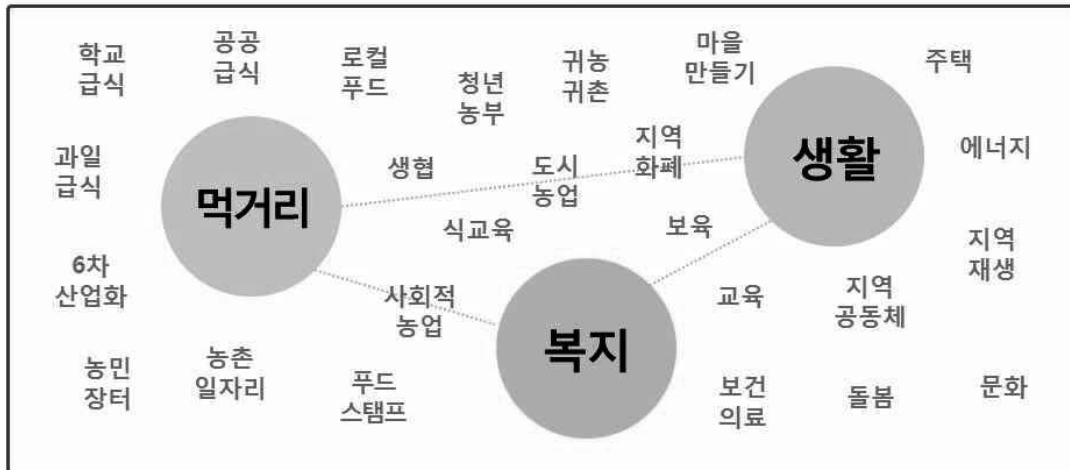 학교
급식
공공
급식
로컬
푸드
청년
농부
귀농
귀촌
마을
만들기
주택
과일
급식
먹거리
생협
도시
농업
지역
화폐
생활
에너지
식교육
보육
6차
산업화
사회적
농업
복지
교육
지역
공동체
지역
재생
농민
장터
농촌
일자리
푸드
스탬프
보건
의료
돌봄
문화